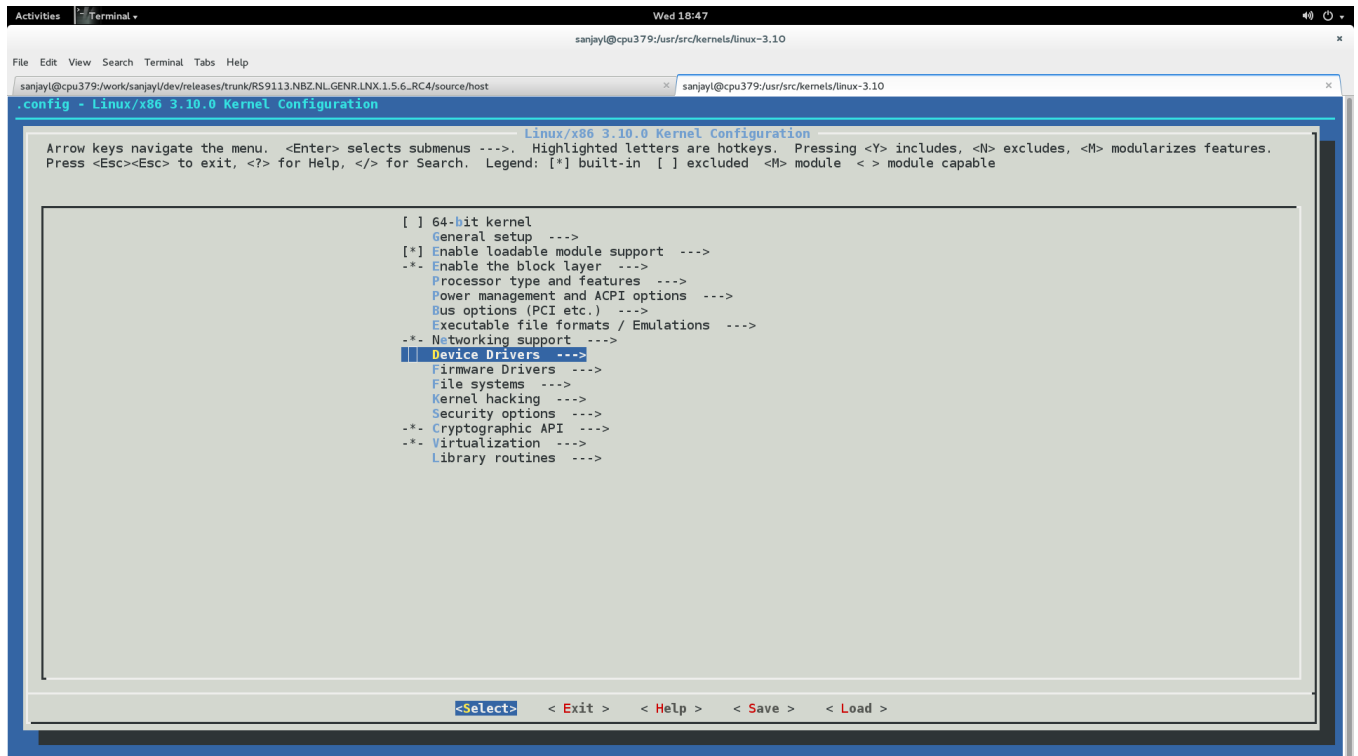 Activities Terminal Wed 18:47
sanjayl@cpu379:/usr/src/kernels/linux-3.10
File Edit View Search Terminal Tabs Help
sanjayl@cpu379:/work/sanjayl/dev/releases/trunk/RS9113.NBZ.NL.GENR.LNX.1.5.6_RC4/source/host × sanjayl@cpu379:/usr/src/kernels/linux-3.10 ×
.config - Linux/x86 3.10.0 Kernel Configuration
Linux/x86 3.10.0 Kernel Configuration
Arrow keys navigate the menu. <Enter> selects submenus --->. Highlighted letters are hotkeys. Pressing <Y> includes, <N> excludes, <M> modularizes features.
Press <Esc><Esc> to exit, <?> for Help, </> for Search. Legend: [*] built-in [ ] excluded <M> module < > module capable
[ ] 64-bit kernel
General setup --->
[*] Enable loadable module support --->
-*- Enable the block layer --->
Processor type and features --->
Power management and ACPI options --->
Bus options (PCI etc.) --->
Executable file formats / Emulations --->
-*- Networking support --->
Device Drivers --->
Firmware Drivers --->
File systems --->
Kernel hacking --->
Security options --->
-*- Cryptographic API --->
-*- Virtualization --->
Library routines --->
<Select> < Exit > < Help > < Save > < Load >